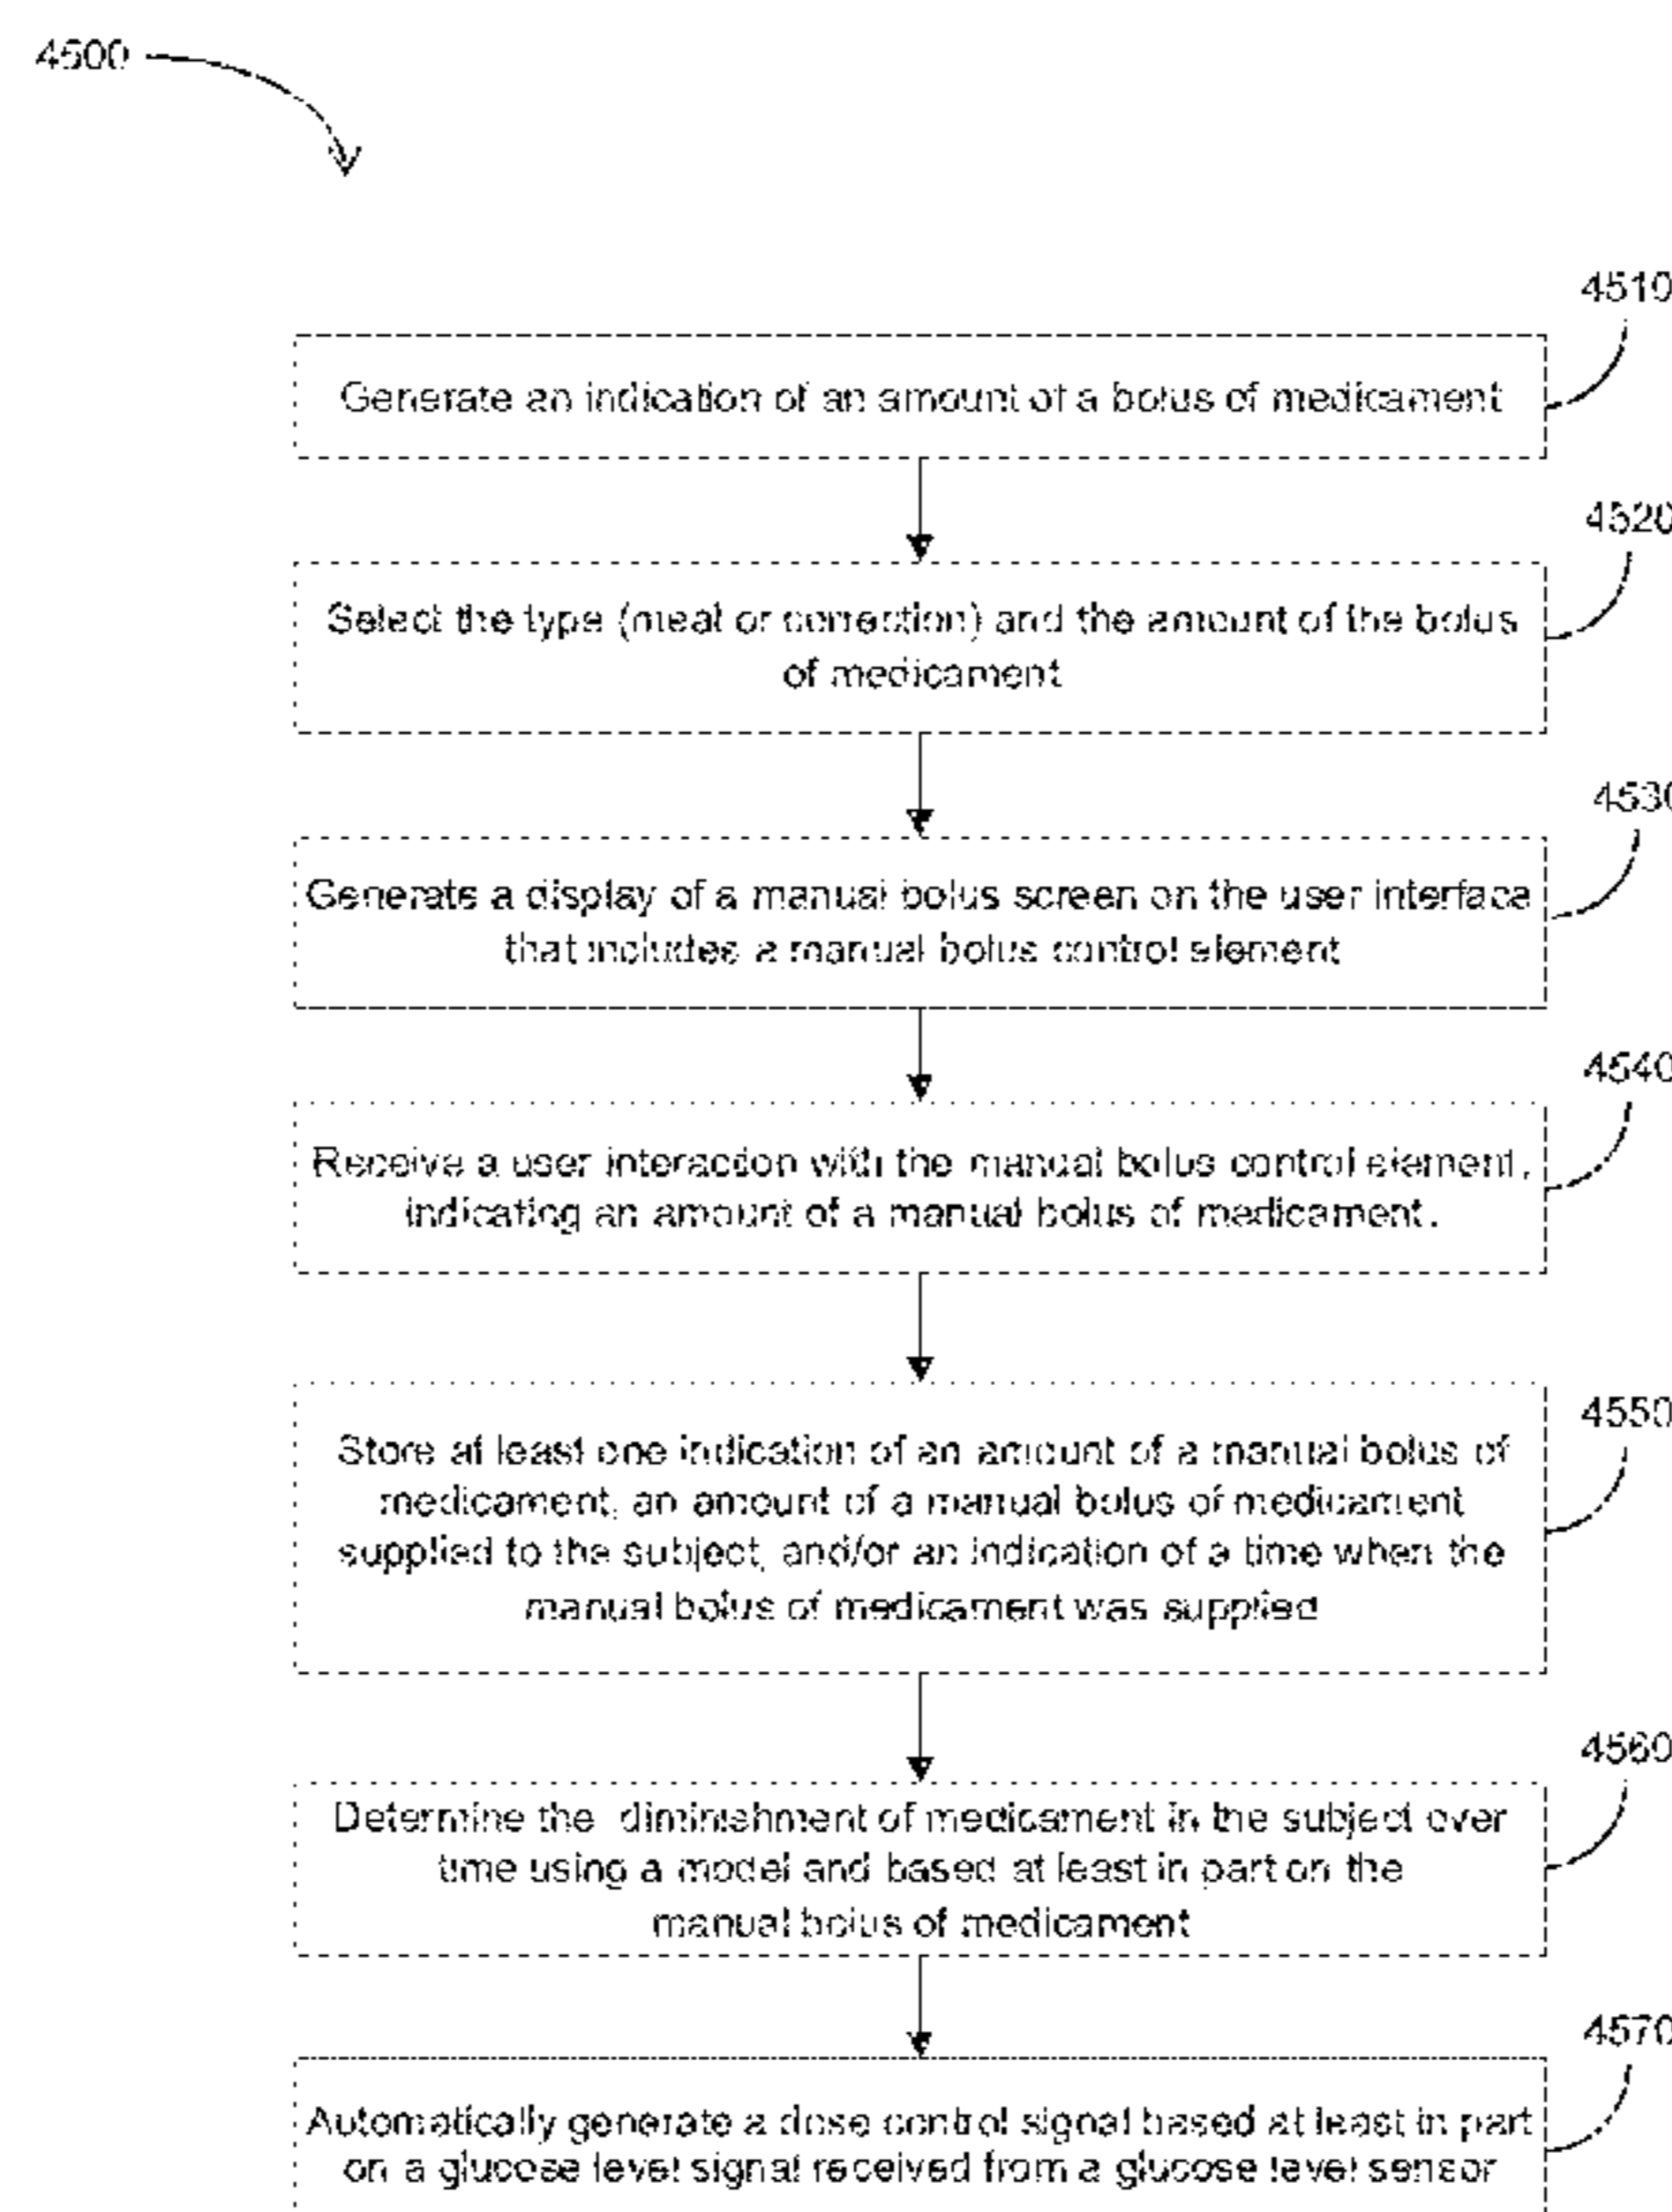 4500
4510
Generate an indication of an amount of a bolus of medicament
4520
Select the type (meal or correction) and the amount of the bolus
of medicament
4530
Generate a display of a manual bolus screen on the user interface
that includes a manual bolus control element
4540
Receive a user interaction with the manual bolus control element,
indicating an amount of a manual bolus of medicament.
4550
Store at least one indication of an amount of a manual bolus of
medicament, an amount of a manual bolus of medicament
supplied to the subject, and/or an indication of a time when the
manual bolus of medicament was supplied
4560
Determine the diminishment of medicament in the subject over
time using a model and based at least in part on the
manual bolus of medicament
4570
Automatically generate a dose control signal based at least in part
on a glucose level signal received from a glucose level sensor